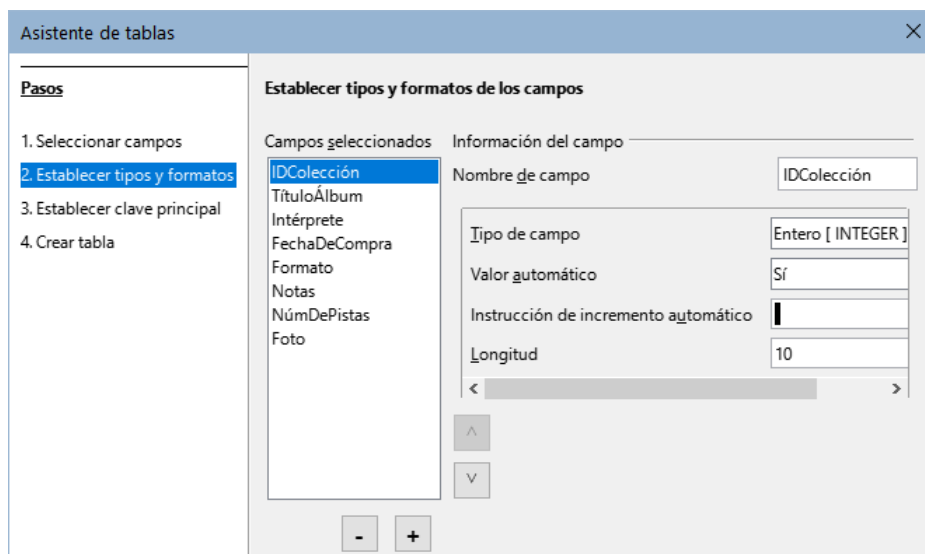 Asistente de tablas
Pasos
1. Seleccionar campos
2. Establecer tipos y formatos
3. Establecer clave principal
4. Crear tabla
Establecer tipos y formatos de los campos
Campos seleccionados
IDColección
TítuloÁlbum
Intérprete
FechaDeCompra
Formato
Notas
NúmDePistas
Foto
- +
Información del campo
Nombre de campo IDColección
Tipo de campo Entero [ INTEGER ]
Valor automático Sí
Instrucción de incremento automático
Longitud 10